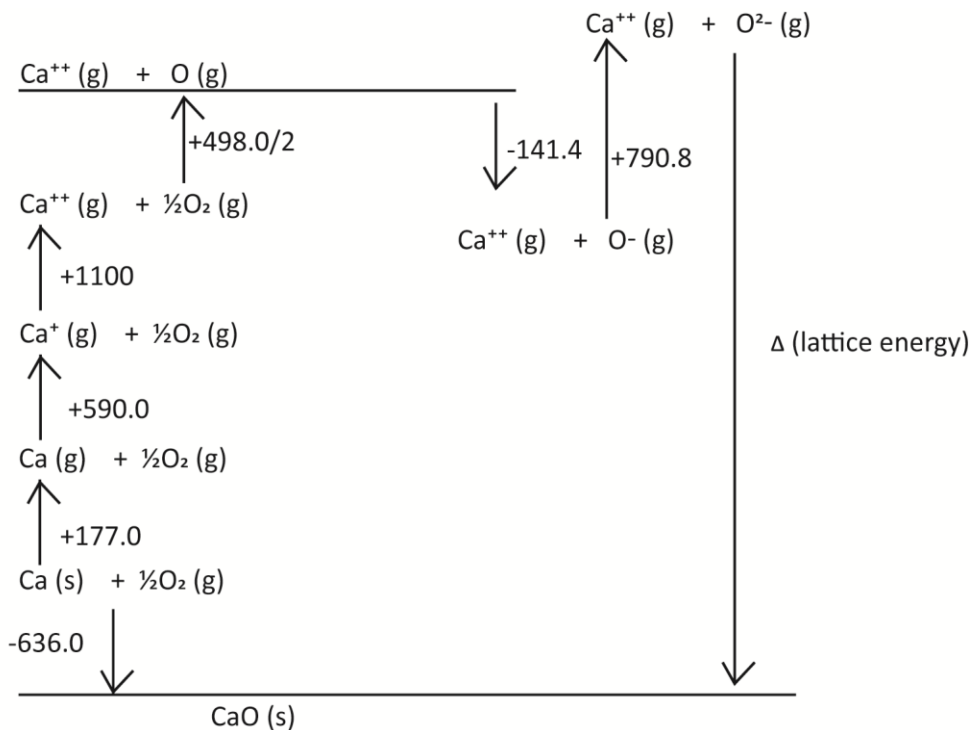 Ca⁺⁺ (g) + O²- (g)
Ca⁺⁺ (g) + O (g)
+498.0/2
-141.4
+790.8
Ca⁺⁺ (g) + ½O₂ (g)
Ca⁺⁺ (g) + O- (g)
+1100
Ca⁺ (g) + ½O₂ (g)
Δ (lattice energy)
+590.0
Ca (g) + ½O₂ (g)
+177.0
Ca (s) + ½O₂ (g)
-636.0
CaO (s)